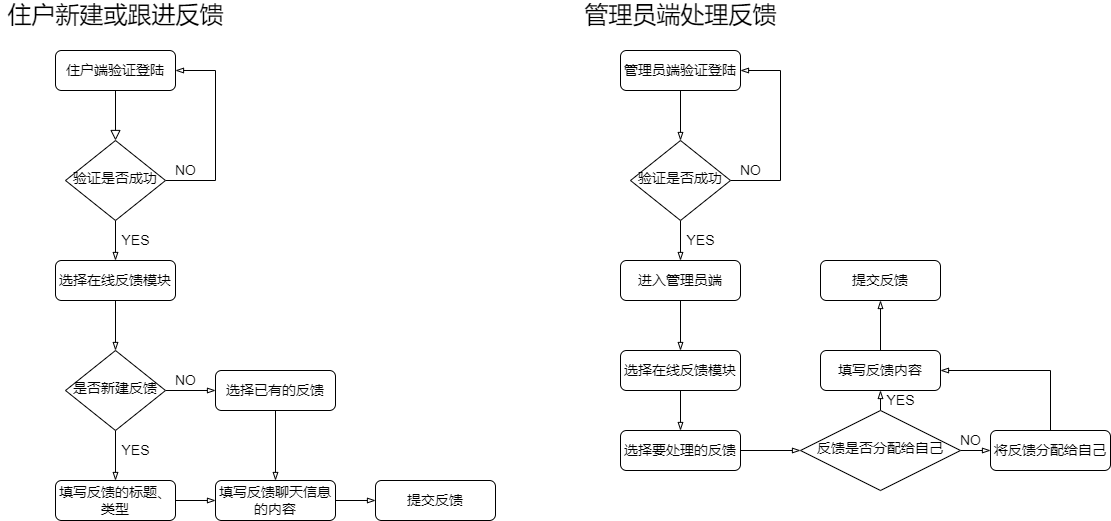 住户新建或跟进反馈
住户端验证登陆
验证是否成功
NO
YES
选择在线反馈模块
是否新建反馈
NO
选择已有的反馈
YES
填写反馈的标题、
类型
填写反馈聊天信息
的内容
提交反馈
管理员端处理反馈
管理员端验证登陆
验证是否成功
NO
YES
进入管理员端
选择在线反馈模块
选择要处理的反馈
反馈是否分配给自己
YES
填写反馈内容
提交反馈
NO
将反馈分配给自己